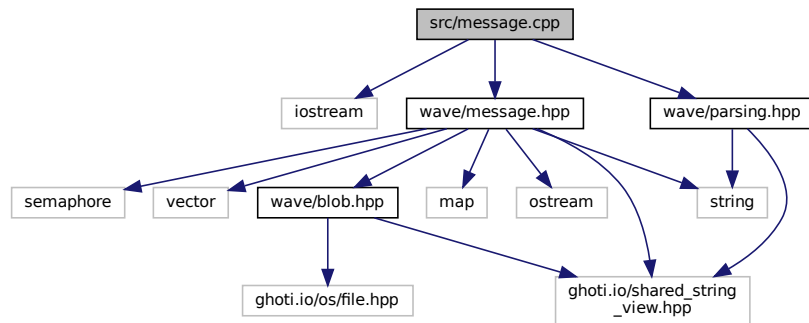 src/message.cpp
iostream
wave/message.hpp
wave/parsing.hpp
semaphore
vector
wave/blob.hpp
map
ostream
string
ghoti.io/os/file.hpp
ghoti.io/shared_string
_view.hpp